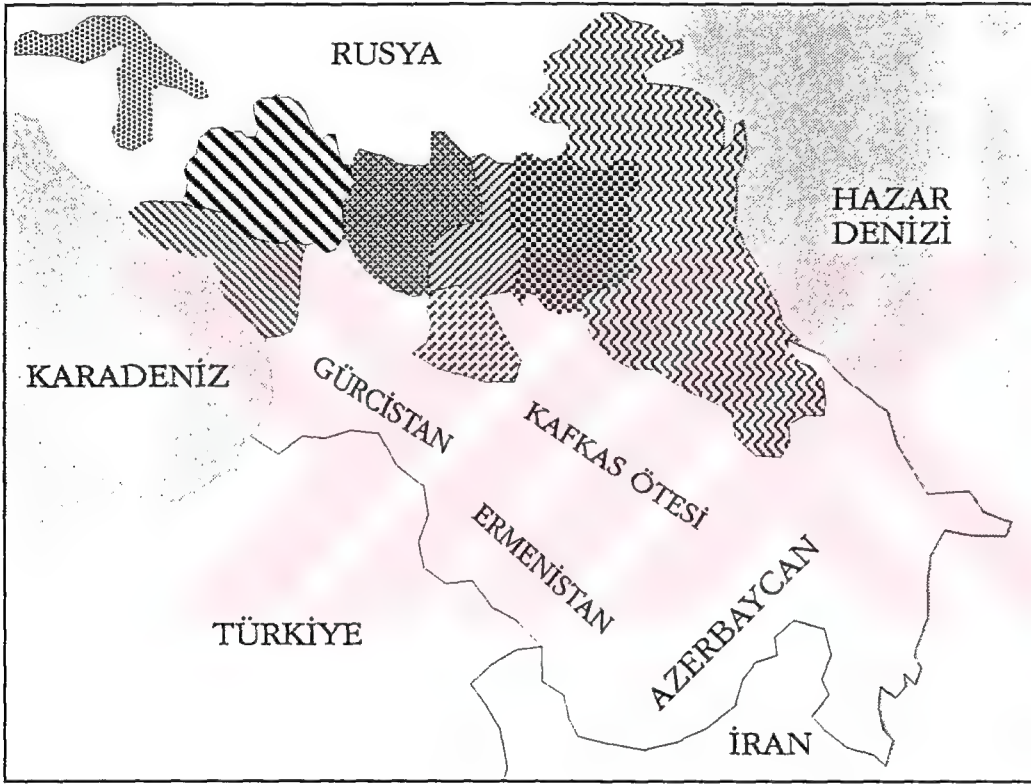 RUSYA
HAZAR
DENİZİ
KARADENİZ
GÜRCİSTAN
KAFKAS ÖTESİ
ERMENİSTAN
AZERBAYCAN
TÜRKİYE
İRAN